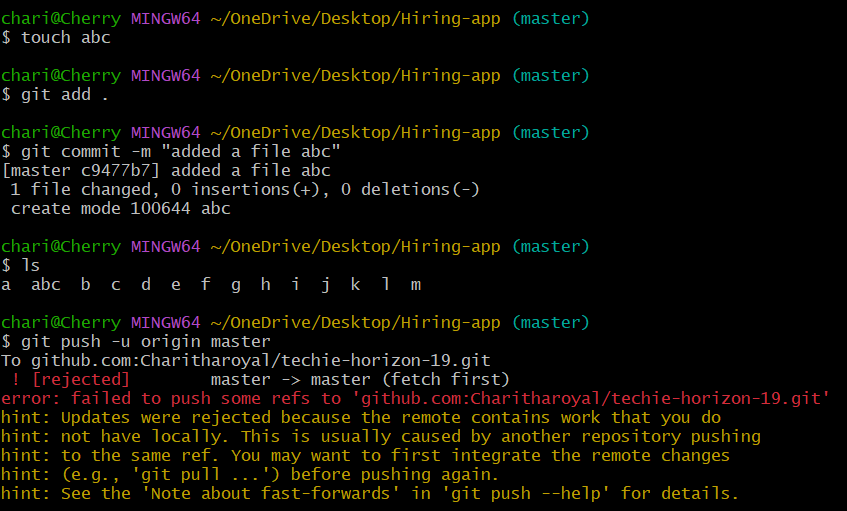 chari@Cherry MINGW64 ~/OneDrive/Desktop/Hiring-app (master)
$ touch abc
chari@Cherry MINGW64 ~/OneDrive/Desktop/Hiring-app (master)
$ git add .
chari@Cherry MINGW64 ~/OneDrive/Desktop/Hiring-app (master)
$ git commit -m "added a file abc"
[master c9477b7] added a file abc
 1 file changed, 0 insertions(+), 0 deletions(-)
 create mode 100644 abc
chari@Cherry MINGW64 ~/OneDrive/Desktop/Hiring-app (master)
$ ls
a  abc  b  c  d  e  f  g  h  i  j  k  l  m
chari@Cherry MINGW64 ~/OneDrive/Desktop/Hiring-app (master)
$ git push -u origin master
To github.com:Charitharoyal/techie-horizon-19.git
 ! [rejected]        master -> master (fetch first)
error: failed to push some refs to 'github.com:Charitharoyal/techie-horizon-19.git'
hint: Updates were rejected because the remote contains work that you do
hint: not have locally. This is usually caused by another repository pushing
hint: to the same ref. You may want to first integrate the remote changes
hint: (e.g., 'git pull ...') before pushing again.
hint: See the 'Note about fast-forwards' in 'git push --help' for details.